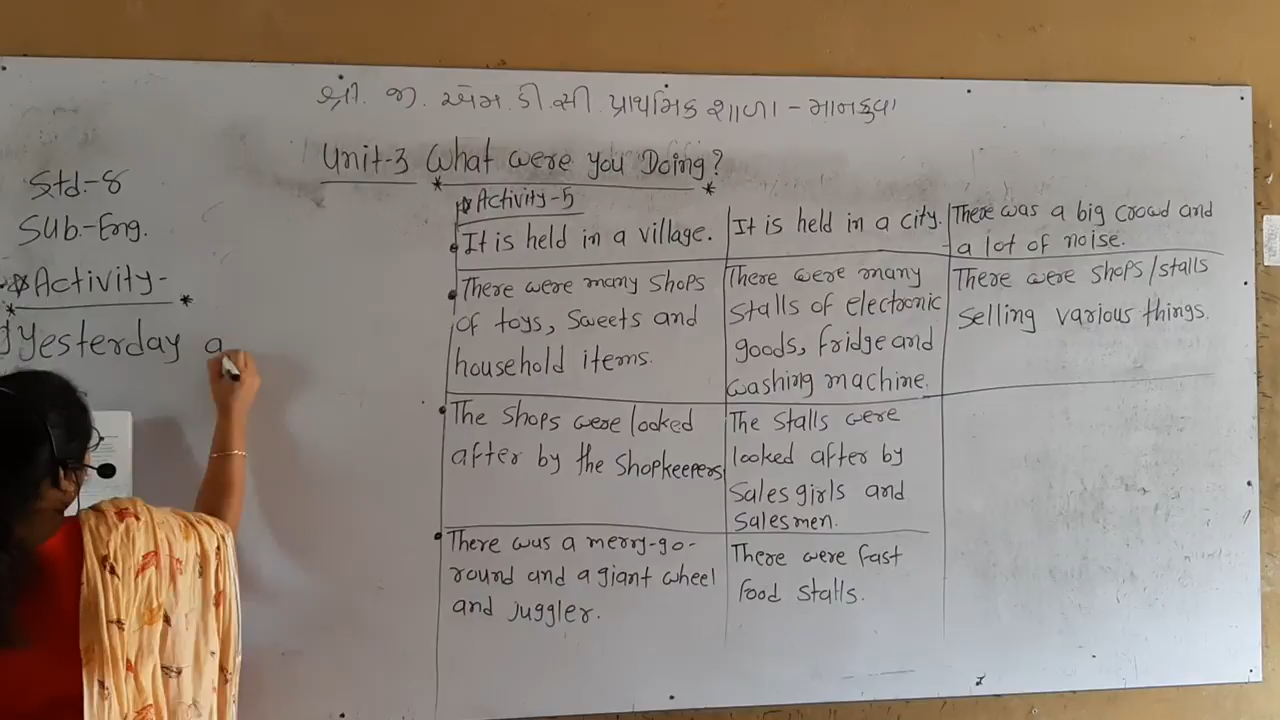 શ્રી. જી. એમ. ડી. સી. પ્રાથમિક શાળા - માનકુવા
Unit-3 What were you Doing?
Std-8
Sub.-Eng.
Activity-
1) Yesterday a
Activity-5
It is held in a village.
It is held in a city.
There was a big crowd and
a lot of noise.
There were many shops
of toys, sweets and
household items.
There were many
stalls of electronic
goods, fridge and
washing machine.
There were shops/stalls
selling various things.
The shops were looked
after by the shopkeepers
The stalls were
looked after by
sales girls and
salesmen.
There was a merry-go-
round and a giant wheel
and juggler.
There were fast
food stalls.